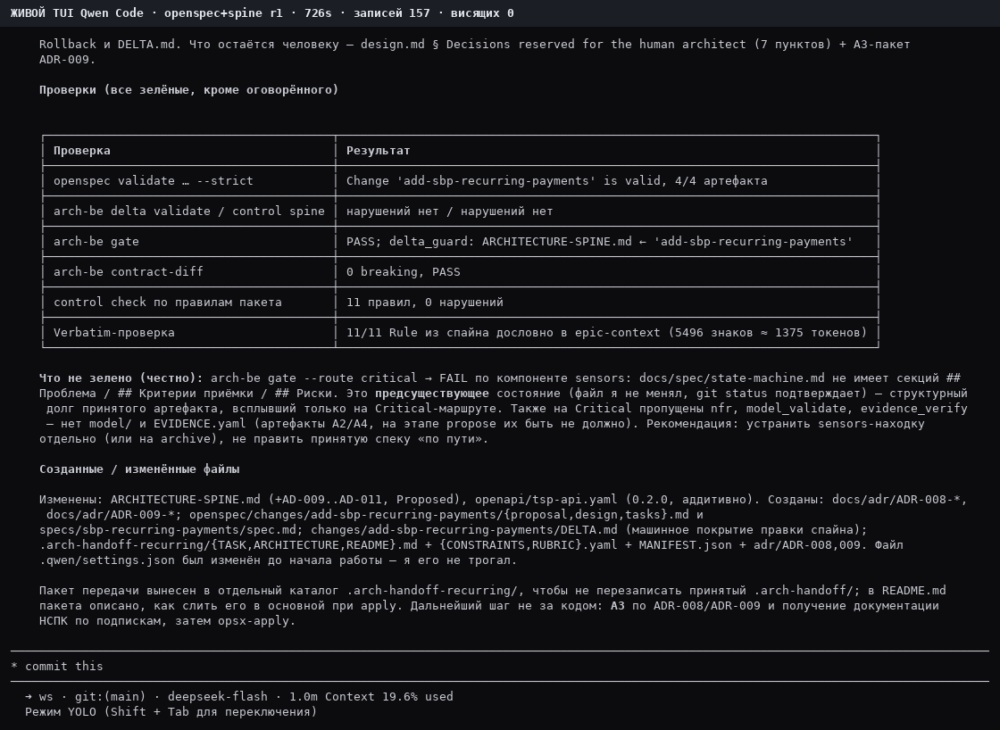 ЖИВОЙ TUI Qwen Code · openspec+spine r1 · 726s · записей 157 · висящих 0
Rollback и DELTA.md. Что остаётся человеку — design.md § Decisions reserved for the human architect (7 пунктов) + A3-пакет
ADR-009.
Проверки (все зелёные, кроме оговорённого)
Проверка | Результат
openspec validate … --strict | Change 'add-sbp-recurring-payments' is valid, 4/4 артефакта
arch-be delta validate / control spine | нарушений нет / нарушений нет
arch-be gate | PASS; delta_guard: ARCHITECTURE-SPINE.md ← 'add-sbp-recurring-payments'
arch-be contract-diff | 0 breaking, PASS
control check по правилам пакета | 11 правил, 0 нарушений
Verbatim-проверка | 11/11 Rule из спайна дословно в epic-context (5496 знаков ≈ 1375 токенов)
Что не зелено (честно): arch-be gate --route critical → FAIL по компоненте sensors: docs/spec/state-machine.md не имеет секций ##
Проблема / ## Критерии приёмки / ## Риски. Это предсуществующее состояние (файл я не менял, git status подтверждает) — структурный
долг принятого артефакта, всплывший только на Critical-маршруте. Также на Critical пропущены nfr, model_validate, evidence_verify
— нет model/ и EVIDENCE.yaml (артефакты A2/A4, на этапе propose их быть не должно). Рекомендация: устранить sensors-находку
отдельно (или на archive), не править принятую спеку «по пути».
Созданные / изменённые файлы
Изменены: ARCHITECTURE-SPINE.md (+AD-009..AD-011, Proposed), openapi/tsp-api.yaml (0.2.0, аддитивно). Созданы: docs/adr/ADR-008-*,
docs/adr/ADR-009-*; openspec/changes/add-sbp-recurring-payments/{proposal,design,tasks}.md и
specs/sbp-recurring-payments/spec.md; changes/add-sbp-recurring-payments/DELTA.md (машинное покрытие правки спайна);
.arch-handoff-recurring/{TASK,ARCHITECTURE,README}.md + {CONSTRAINTS,RUBRIC}.yaml + MANIFEST.json + adr/ADR-008,009. Файл
.qwen/settings.json был изменён до начала работы — я его не трогал.
Пакет передачи вынесен в отдельный каталог .arch-handoff-recurring/, чтобы не перезаписать принятый .arch-handoff/; в README.md
пакета описано, как слить его в основной при apply. Дальнейший шаг не за кодом: A3 по ADR-008/ADR-009 и получение документации
НСПК по подпискам, затем opsx-apply.
* commit this
➜ ws · git:(main) · deepseek-flash · 1.0m Context 19.6% used
Режим YOLO (Shift + Tab для переключения)